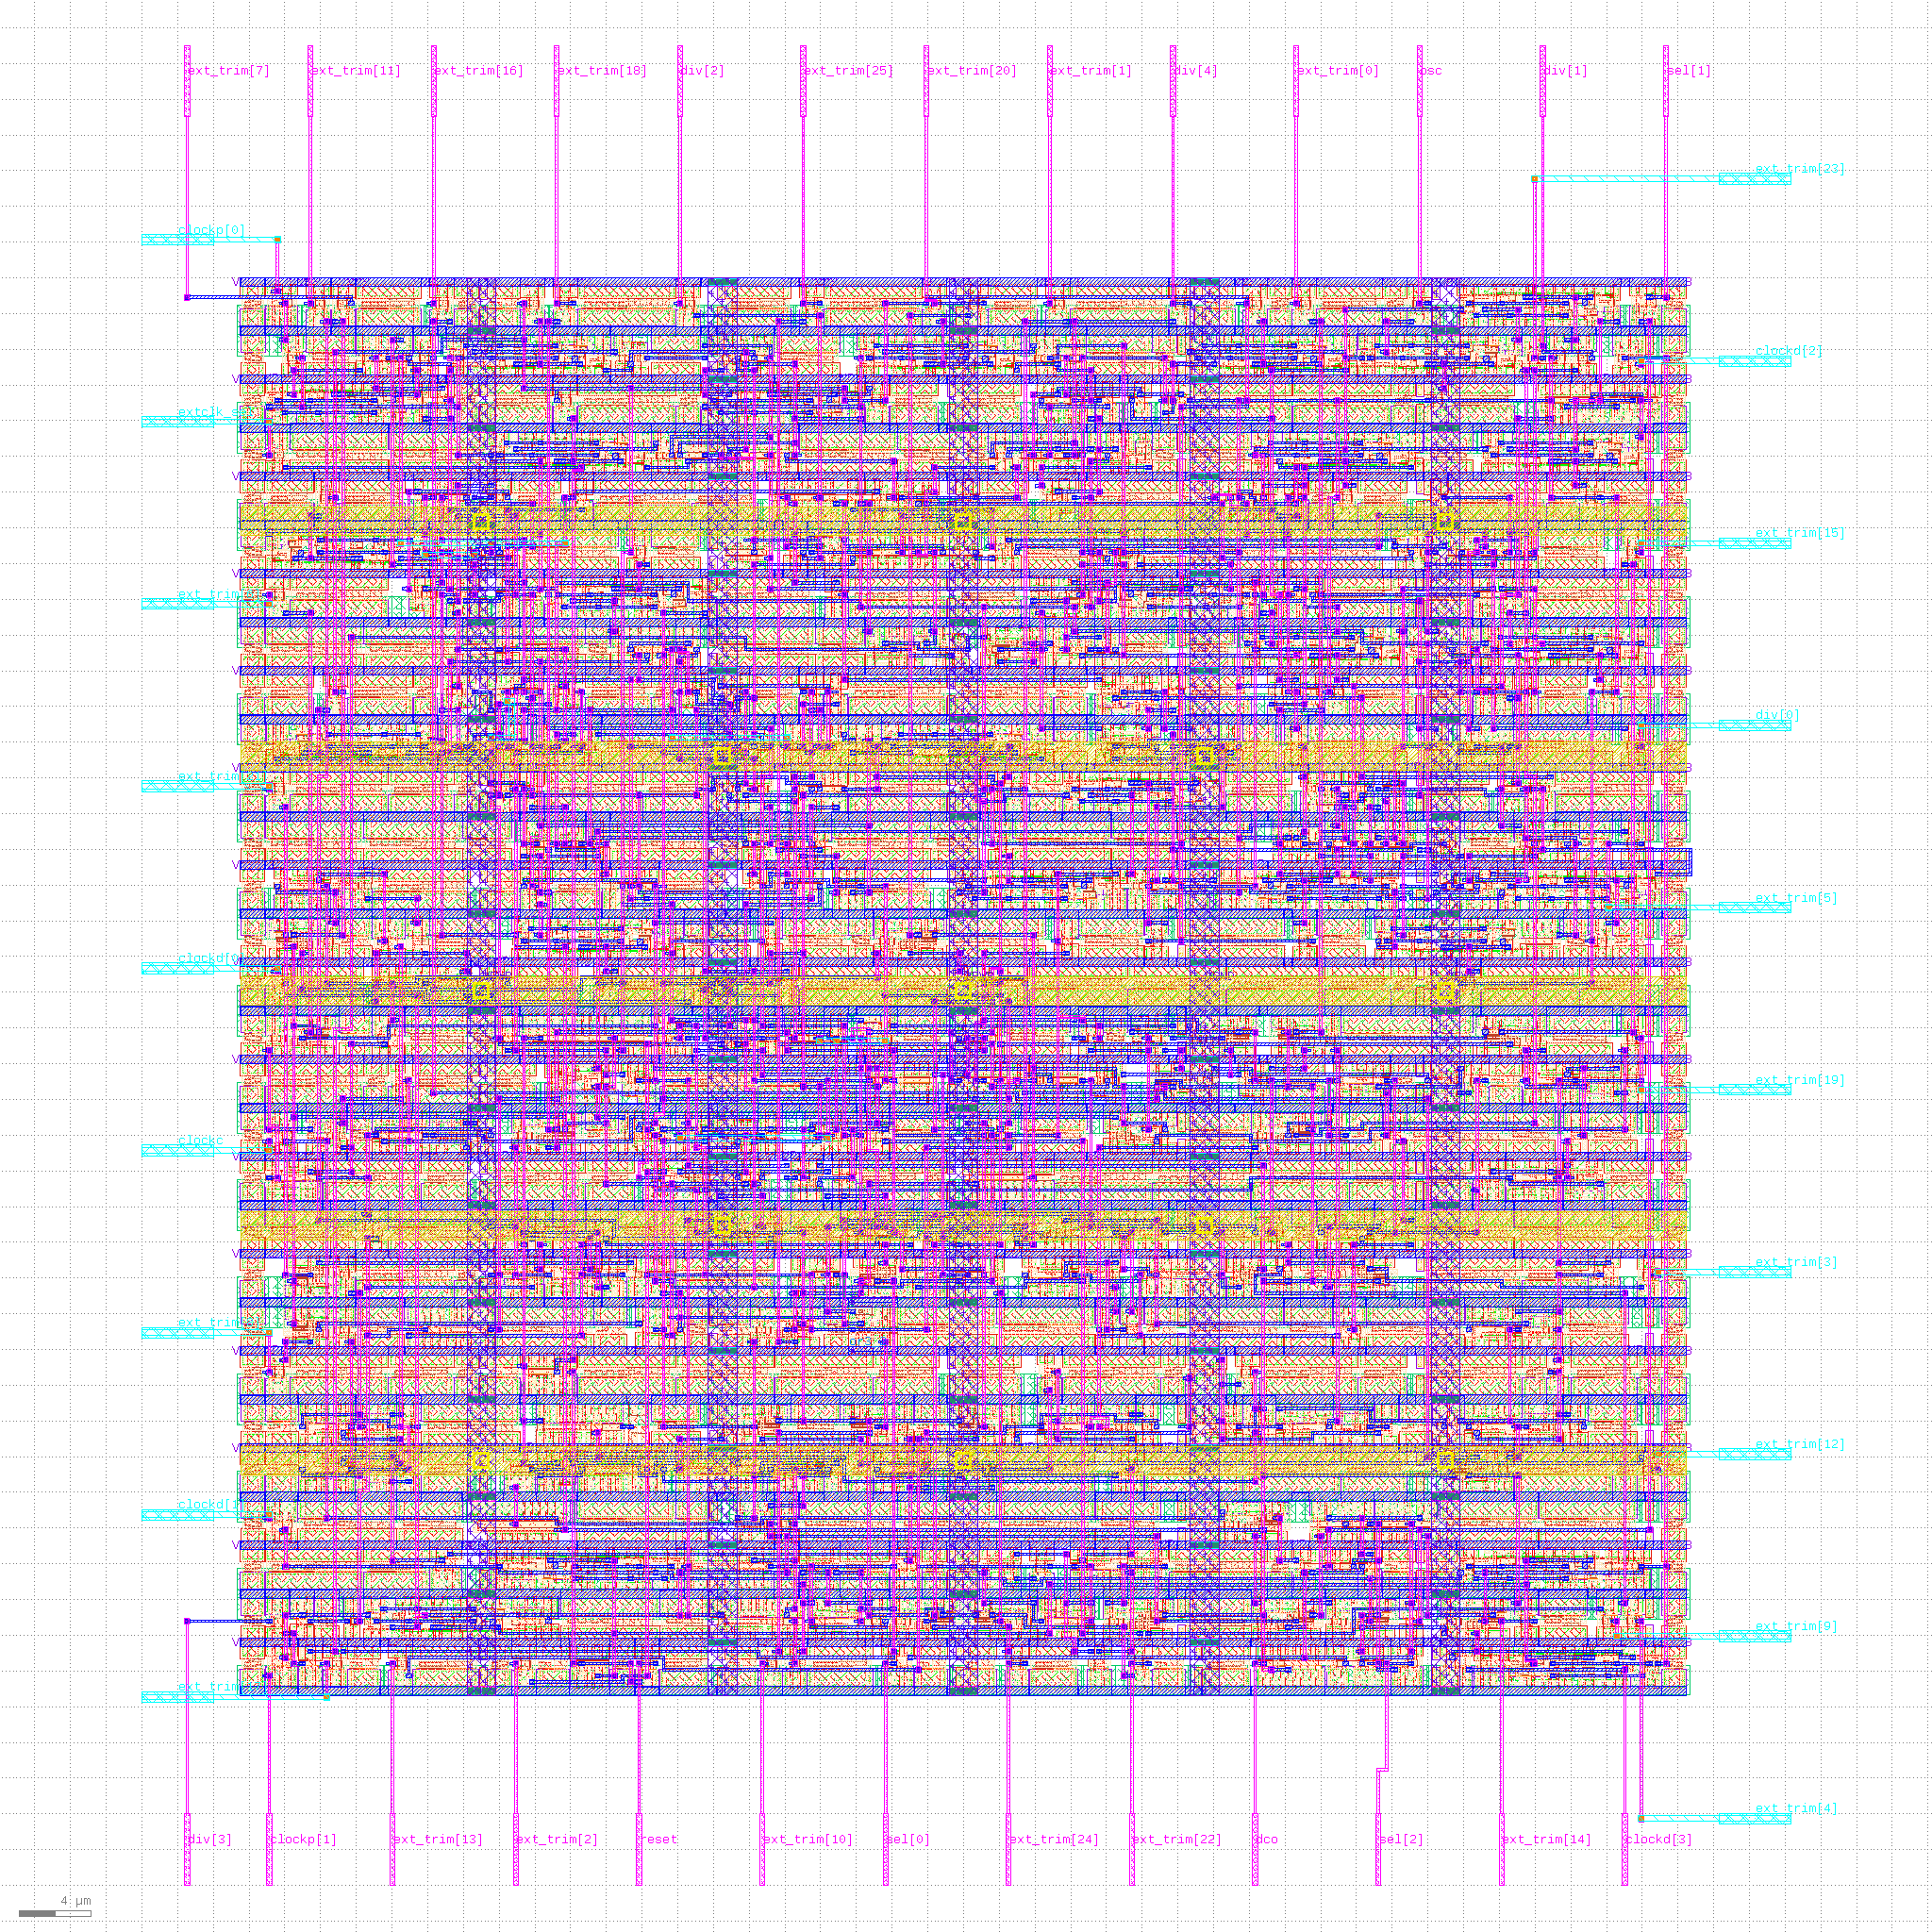 ext_trim[7] ext_trim[11] ext_trim[16] ext_trim[18] div[2] ext_trim[25] ext_trim[20] ext_trim[1] div[4] ext_trim[0] osc div[1] sel[1]
ext_trim[23]
clockp[0]
clockd[2]
ext_trim[15]
div[0]
ext_trim[5]
ext_trim[19]
clockc
ext_trim[3]
ext_trim[12]
ext_trim[9]
ext_trim[4]
div[3] clockp[1] ext_trim[13] ext_trim[2] reset ext_trim[10] sel[0] ext_trim[24] ext_trim[22] dco sel[2] ext_trim[14] clockd[3]
4 µm